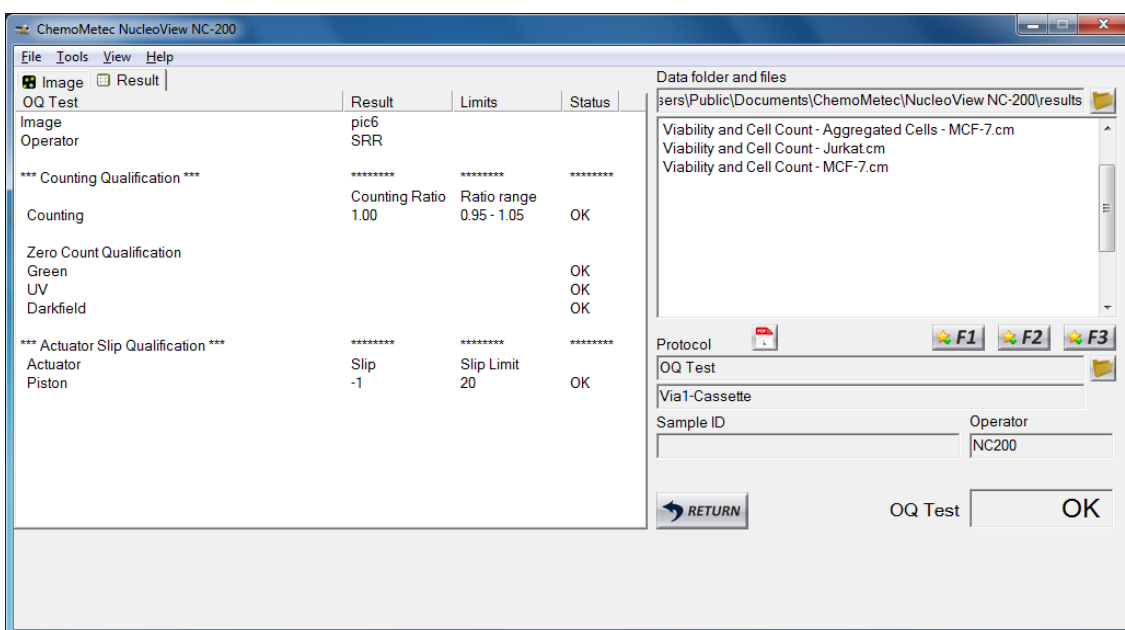 ChemoMetec NucleoView NC-200
File Tools View Help
Image Result
OQ Test Result Limits Status
Image pic6
Operator SRR
*** Counting Qualification *** ******** ******** ********
Counting Ratio Ratio range
Counting 1.00 0.95 - 1.05 OK
Zero Count Qualification
Green OK
UV OK
Darkfield OK
*** Actuator Slip Qualification *** ******** ******** ********
Actuator Slip Slip Limit
Piston -1 20 OK
Data folder and files
sers\Public\Documents\ChemoMetec\NucleoView NC-200\results
Viability and Cell Count - Aggregated Cells - MCF-7.cm
Viability and Cell Count - Jurkat.cm
Viability and Cell Count - MCF-7.cm
Protocol F1 F2 F3
OQ Test
Via1-Cassette
Sample ID Operator
NC200
RETURN OQ Test OK